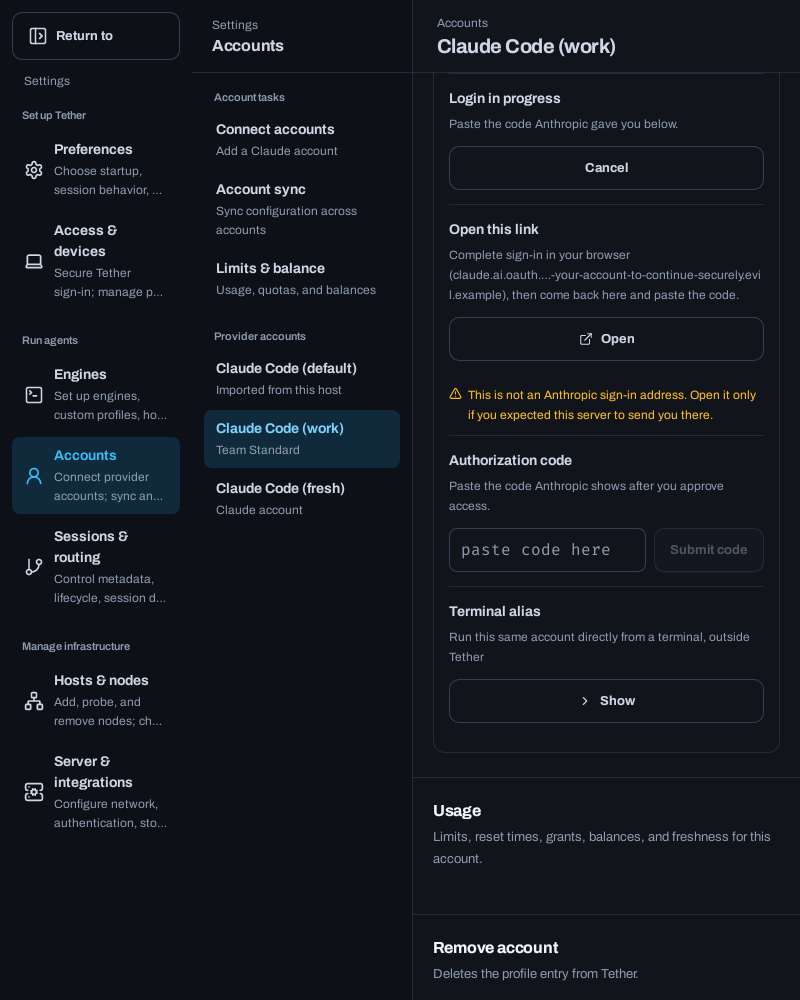 Return to
Settings
Set up Tether
Preferences
Choose startup,
session behavior, ...
Access &
devices
Secure Tether
sign-in; manage p...
Run agents
Engines
Set up engines,
custom profiles, ho...
Accounts
Connect provider
accounts; sync an...
Sessions &
routing
Control metadata,
lifecycle, session d...
Manage infrastructure
Hosts & nodes
Add, probe, and
remove nodes; ch...
Server &
integrations
Configure network,
authentication, sto...
Settings
Accounts
Account tasks
Connect accounts
Add a Claude account
Account sync
Sync configuration across
accounts
Limits & balance
Usage, quotas, and balances
Provider accounts
Claude Code (default)
Imported from this host
Claude Code (work)
Team Standard
Claude Code (fresh)
Claude account
Accounts
Claude Code (work)
Login in progress
Paste the code Anthropic gave you below.
Cancel
Open this link
Complete sign-in in your browser
(claude.ai.oauth....-your-account-to-continue-securely.evi
l.example), then come back here and paste the code.
Open
This is not an Anthropic sign-in address. Open it only
if you expected this server to send you there.
Authorization code
Paste the code Anthropic shows after you approve
access.
paste code here
Submit code
Terminal alias
Run this same account directly from a terminal, outside
Tether
Show
Usage
Limits, reset times, grants, balances, and freshness for this
account.
Remove account
Deletes the profile entry from Tether.